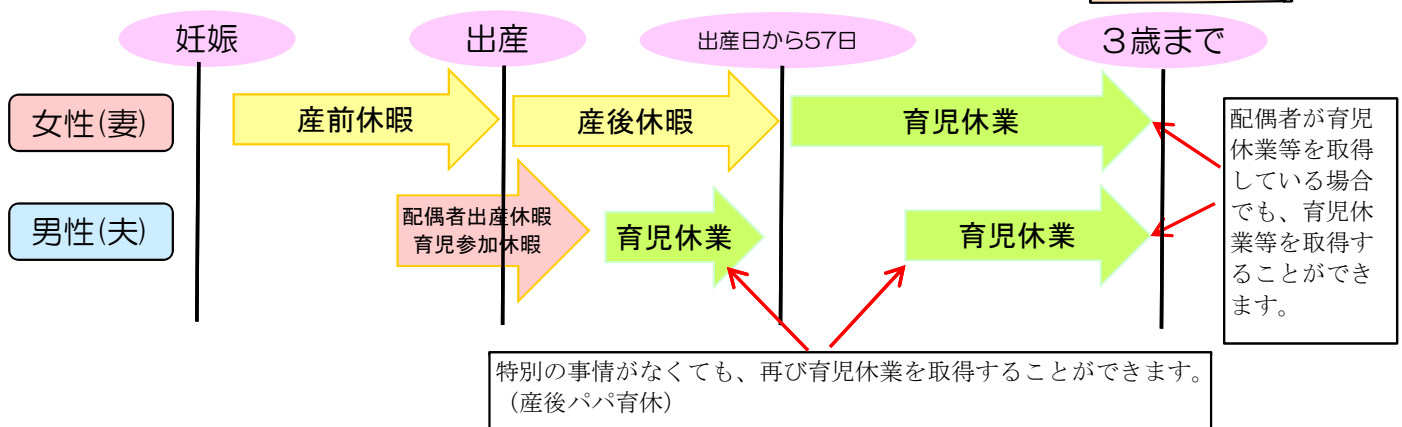 妊娠
出産
出産日から57日
3歳まで
女性(妻)
産前休暇
産後休暇
育児休業
男性(夫)
配偶者出産休暇
育児参加休暇
育児休業
育児休業
配偶者が育児
休業等を取得
している場合
でも、育児休
業等を取得す
ることができ
ます。
特別の事情がなくても、再び育児休業を取得することができます。
（産後パパ育休）